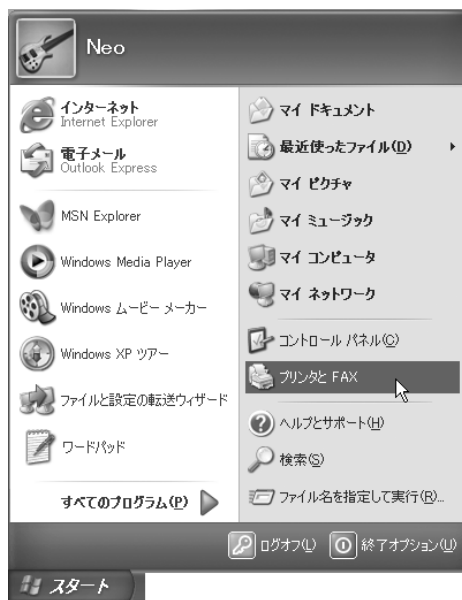 Neo
インターネット
Internet Explorer
電子メール
Outlook Express
MSN Explorer
Windows Media Player
Windows ムービー メーカー
Windows XP ツアー
ファイルと設定の転送ウィザード
ワードパッド
すべてのプログラム(P)
マイ ドキュメント
最近使ったファイル(D)
マイ ピクチャ
マイ ミュージック
マイ コンピュータ
マイ ネットワーク
コントロール パネル(C)
プリンタと FAX
ヘルプとサポート(H)
検索(S)
ファイル名を指定して実行(R)...
ログオフ(L)
終了オプション(U)
スタート